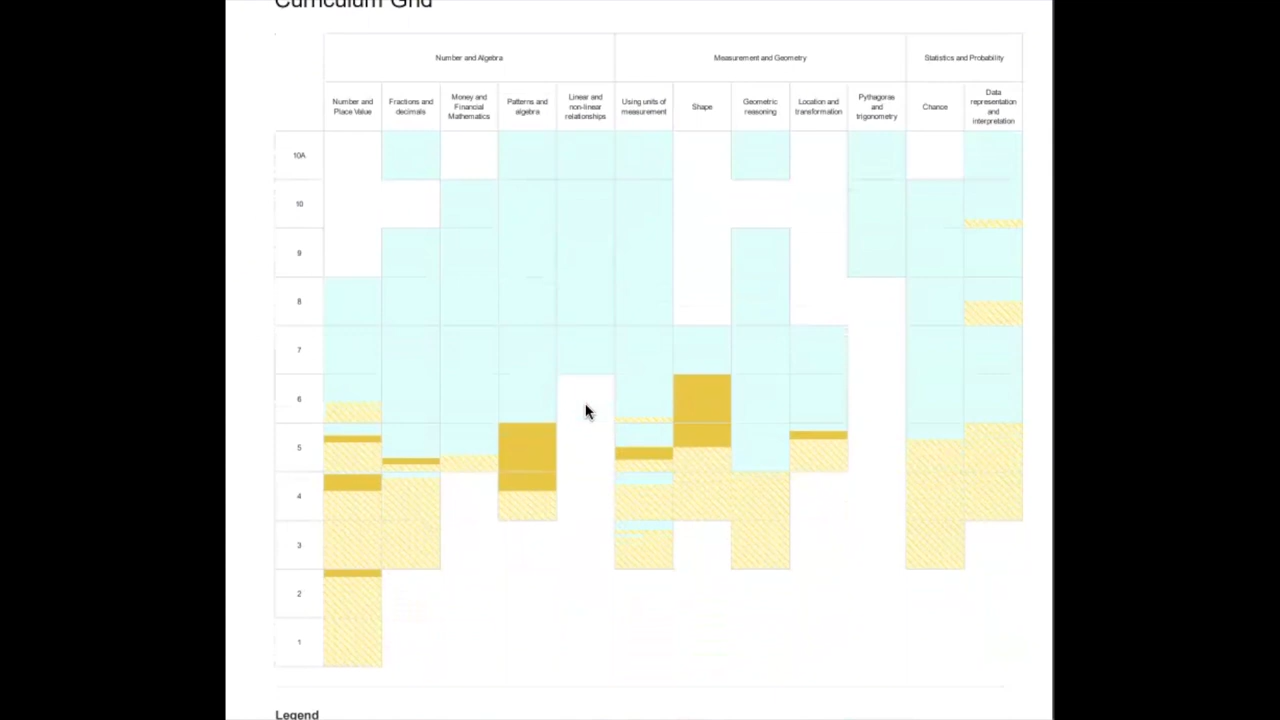 Curriculum Grid
Number and Algebra
Measurement and Geometry
Statistics and Probability
Number and
Place Value
Fractions and
decimals
Money and
Financial
Mathematics
Patterns and
algebra
Linear and
non-linear
relationships
Using units of
measurement
Shape
Geometric
reasoning
Location and
transformation
Pythagoras
and
trigonometry
Chance
Data
representation
and
interpretation
10A
10
9
8
7
6
5
4
3
2
1
Legend